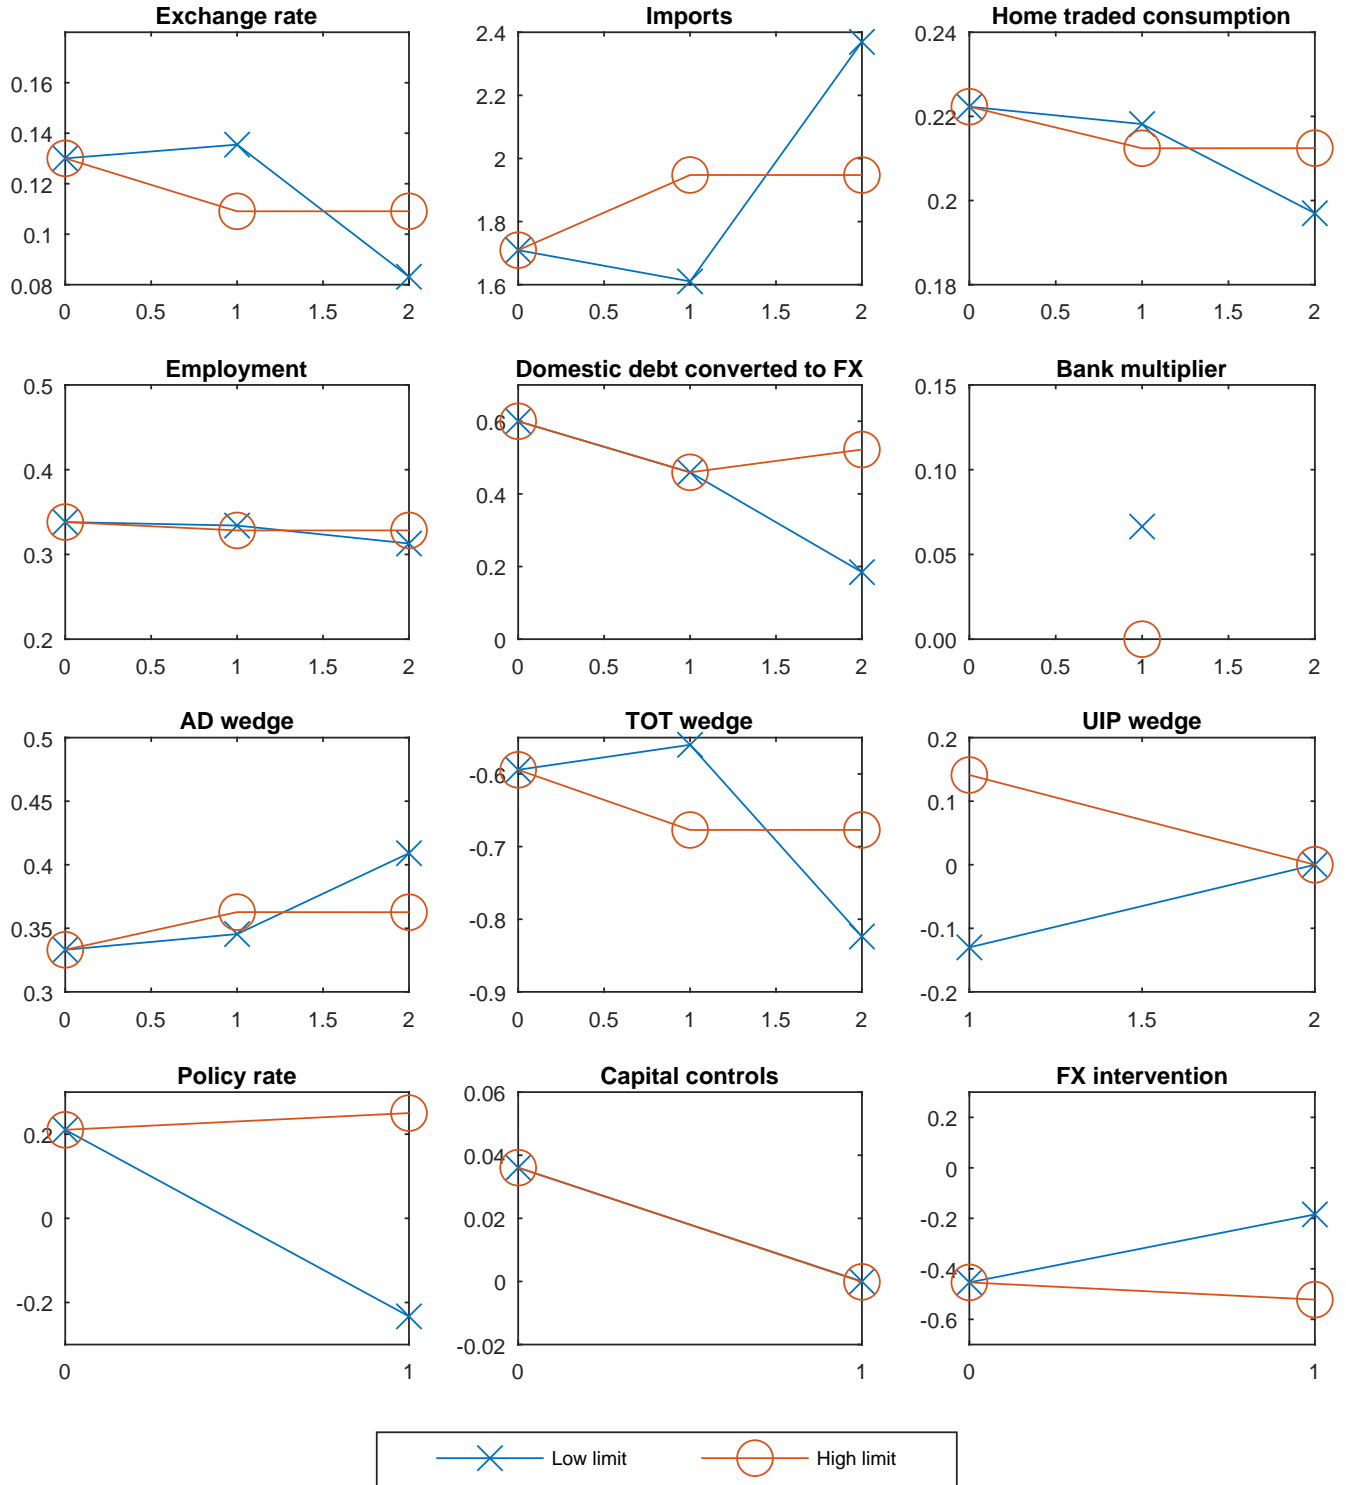 Exchange rate
0.16
0.14
0.12
0.1
0.08
0 0.5 1 1.5 2
Imports
2.4
2.2
2
1.8
1.6
0 0.5 1 1.5 2
Home traded consumption
0.24
0.22
0.2
0.18
0 0.5 1 1.5 2
Employment
0.5
0.4
0.3
0.2
0 0.5 1 1.5 2
Domestic debt converted to FX
0.6
0.4
0.2
0
0 0.5 1 1.5 2
Bank multiplier
0.15
0.10
0.05
0.00
0 0.5 1 1.5 2
AD wedge
0.5
0.45
0.4
0.35
0.3
0 0.5 1 1.5 2
TOT wedge
-0.6
-0.7
-0.8
-0.9
0 0.5 1 1.5 2
UIP wedge
0.2
0.1
0
-0.1
-0.2
1 1.5 2
Policy rate
0.2
0
-0.2
0 1
Capital controls
0.06
0.04
0.02
0
-0.02
0 1
FX intervention
0.2
0
-0.2
-0.4
-0.6
0 1
Low limit High limit